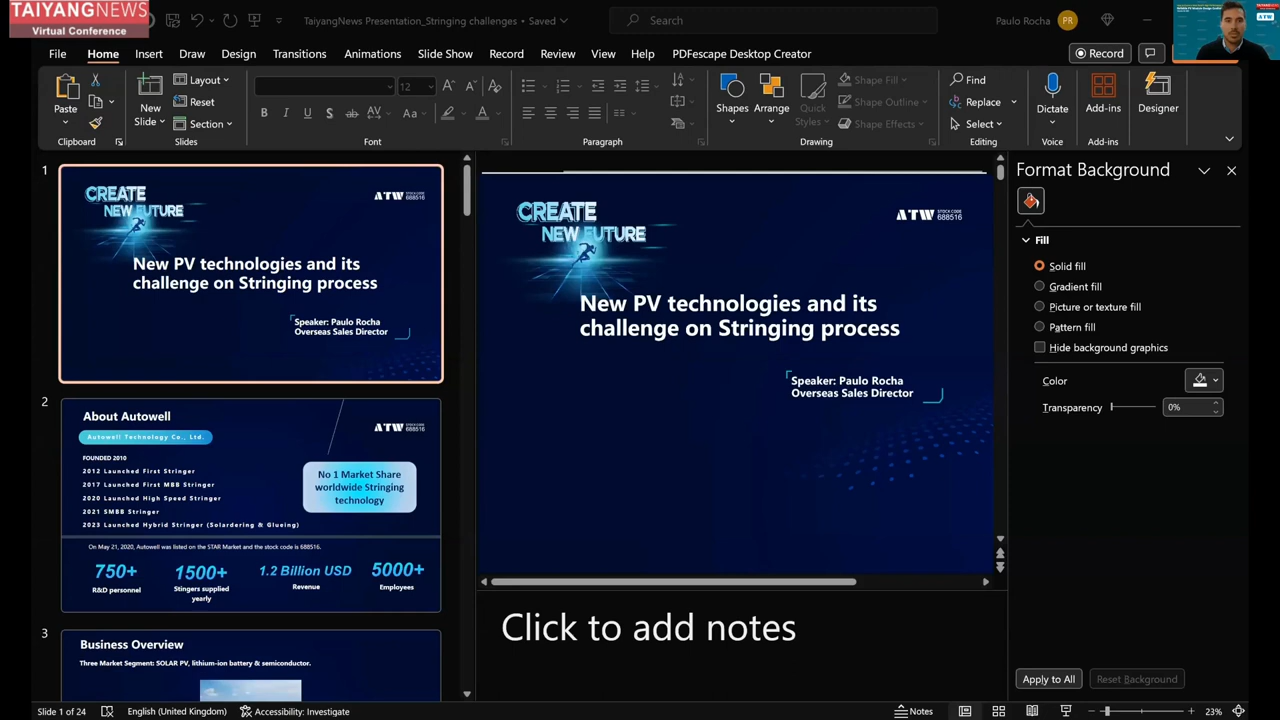 TAIYANGNEWS
Virtual Conference
TaiyangNews Presentation_Stringing challenges • Saved
Search
Paulo Rocha
PR
File
Home
Insert
Draw
Design
Transitions
Animations
Slide Show
Record
Review
View
Help
PDFescape Desktop Creator
Record
Paste
Clipboard
New
Slide
Layout
Reset
Section
Slides
12
Font
Paragraph
Shapes
Arrange
Quick
Styles
Shape Fill
Shape Outline
Shape Effects
Drawing
Find
Replace
Select
Editing
Dictate
Voice
Add-ins
Add-ins
Designer
1
CREATE
NEW FUTURE
ATW STOCK CODE 688516
New PV technologies and its
challenge on Stringing process
Speaker: Paulo Rocha
Overseas Sales Director
2
About Autowell
ATW STOCK CODE 688516
Autowell Technology Co., Ltd.
FOUNDED 2010
2012 Launched First Stringer
2017 Launched First MBB Stringer
2020 Launched High Speed Stringer
2021 SMBB Stringer
2023 Launched Hybrid Stringer (Solardering & Glueing)
No 1 Market Share
worldwide Stringing
technology
On May 21, 2020, Autowell was listed on the STAR Market and the stock code is 688516.
750+
R&D personnel
1500+
Stingers supplied
yearly
1.2 Billion USD
Revenue
5000+
Employees
3
Business Overview
Three Market Segment: SOLAR PV, lithium-ion battery & semiconductor.
CREATE
NEW FUTURE
ATW STOCK CODE 688516
New PV technologies and its
challenge on Stringing process
Speaker: Paulo Rocha
Overseas Sales Director
Click to add notes
Format Background
Fill
Solid fill
Gradient fill
Picture or texture fill
Pattern fill
Hide background graphics
Color
Transparency
0%
Apply to All
Reset Background
Slide 1 of 24
English (United Kingdom)
Accessibility: Investigate
Notes
23%